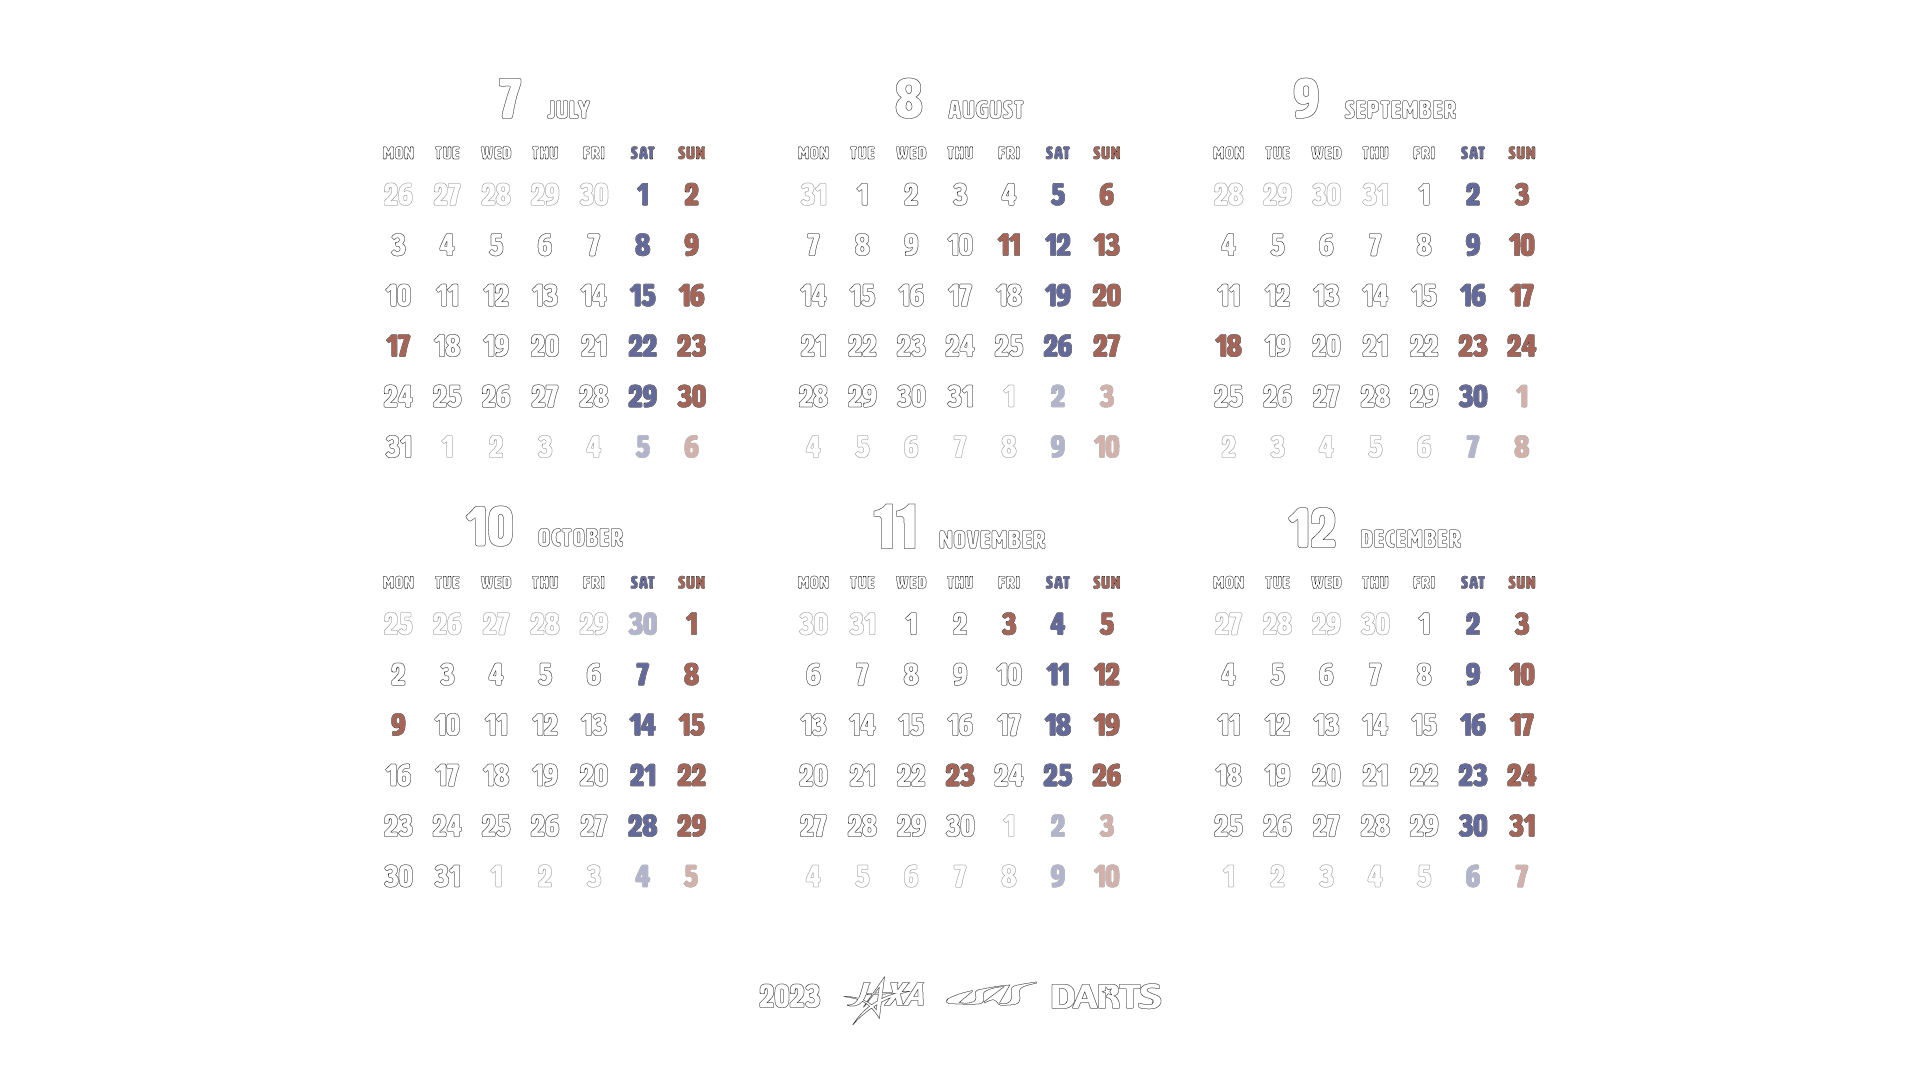 7 JULY
MON TUE WED THU FRI SAT SUN
26 27 28 29 30 1 2
3 4 5 6 7 8 9
10 11 12 13 14 15 16
17 18 19 20 21 22 23
24 25 26 27 28 29 30
31 1 2 3 4 5 6
8 AUGUST
MON TUE WED THU FRI SAT SUN
31 1 2 3 4 5 6
7 8 9 10 11 12 13
14 15 16 17 18 19 20
21 22 23 24 25 26 27
28 29 30 31 1 2 3
4 5 6 7 8 9 10
9 SEPTEMBER
MON TUE WED THU FRI SAT SUN
28 29 30 31 1 2 3
4 5 6 7 8 9 10
11 12 13 14 15 16 17
18 19 20 21 22 23 24
25 26 27 28 29 30 1
2 3 4 5 6 7 8
10 OCTOBER
MON TUE WED THU FRI SAT SUN
25 26 27 28 29 30 1
2 3 4 5 6 7 8
9 10 11 12 13 14 15
16 17 18 19 20 21 22
23 24 25 26 27 28 29
30 31 1 2 3 4 5
11 NOVEMBER
MON TUE WED THU FRI SAT SUN
30 31 1 2 3 4 5
6 7 8 9 10 11 12
13 14 15 16 17 18 19
20 21 22 23 24 25 26
27 28 29 30 1 2 3
4 5 6 7 8 9 10
12 DECEMBER
MON TUE WED THU FRI SAT SUN
27 28 29 30 1 2 3
4 5 6 7 8 9 10
11 12 13 14 15 16 17
18 19 20 21 22 23 24
25 26 27 28 29 30 31
1 2 3 4 5 6 7
2023 JAXA ISAS DARTS